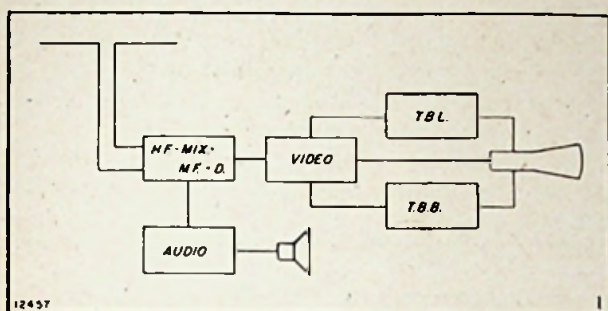 T.B.L.
HF.-MIX.-
MF.-D.
VIDEO
T.B.B.
AUDIO
12457
1